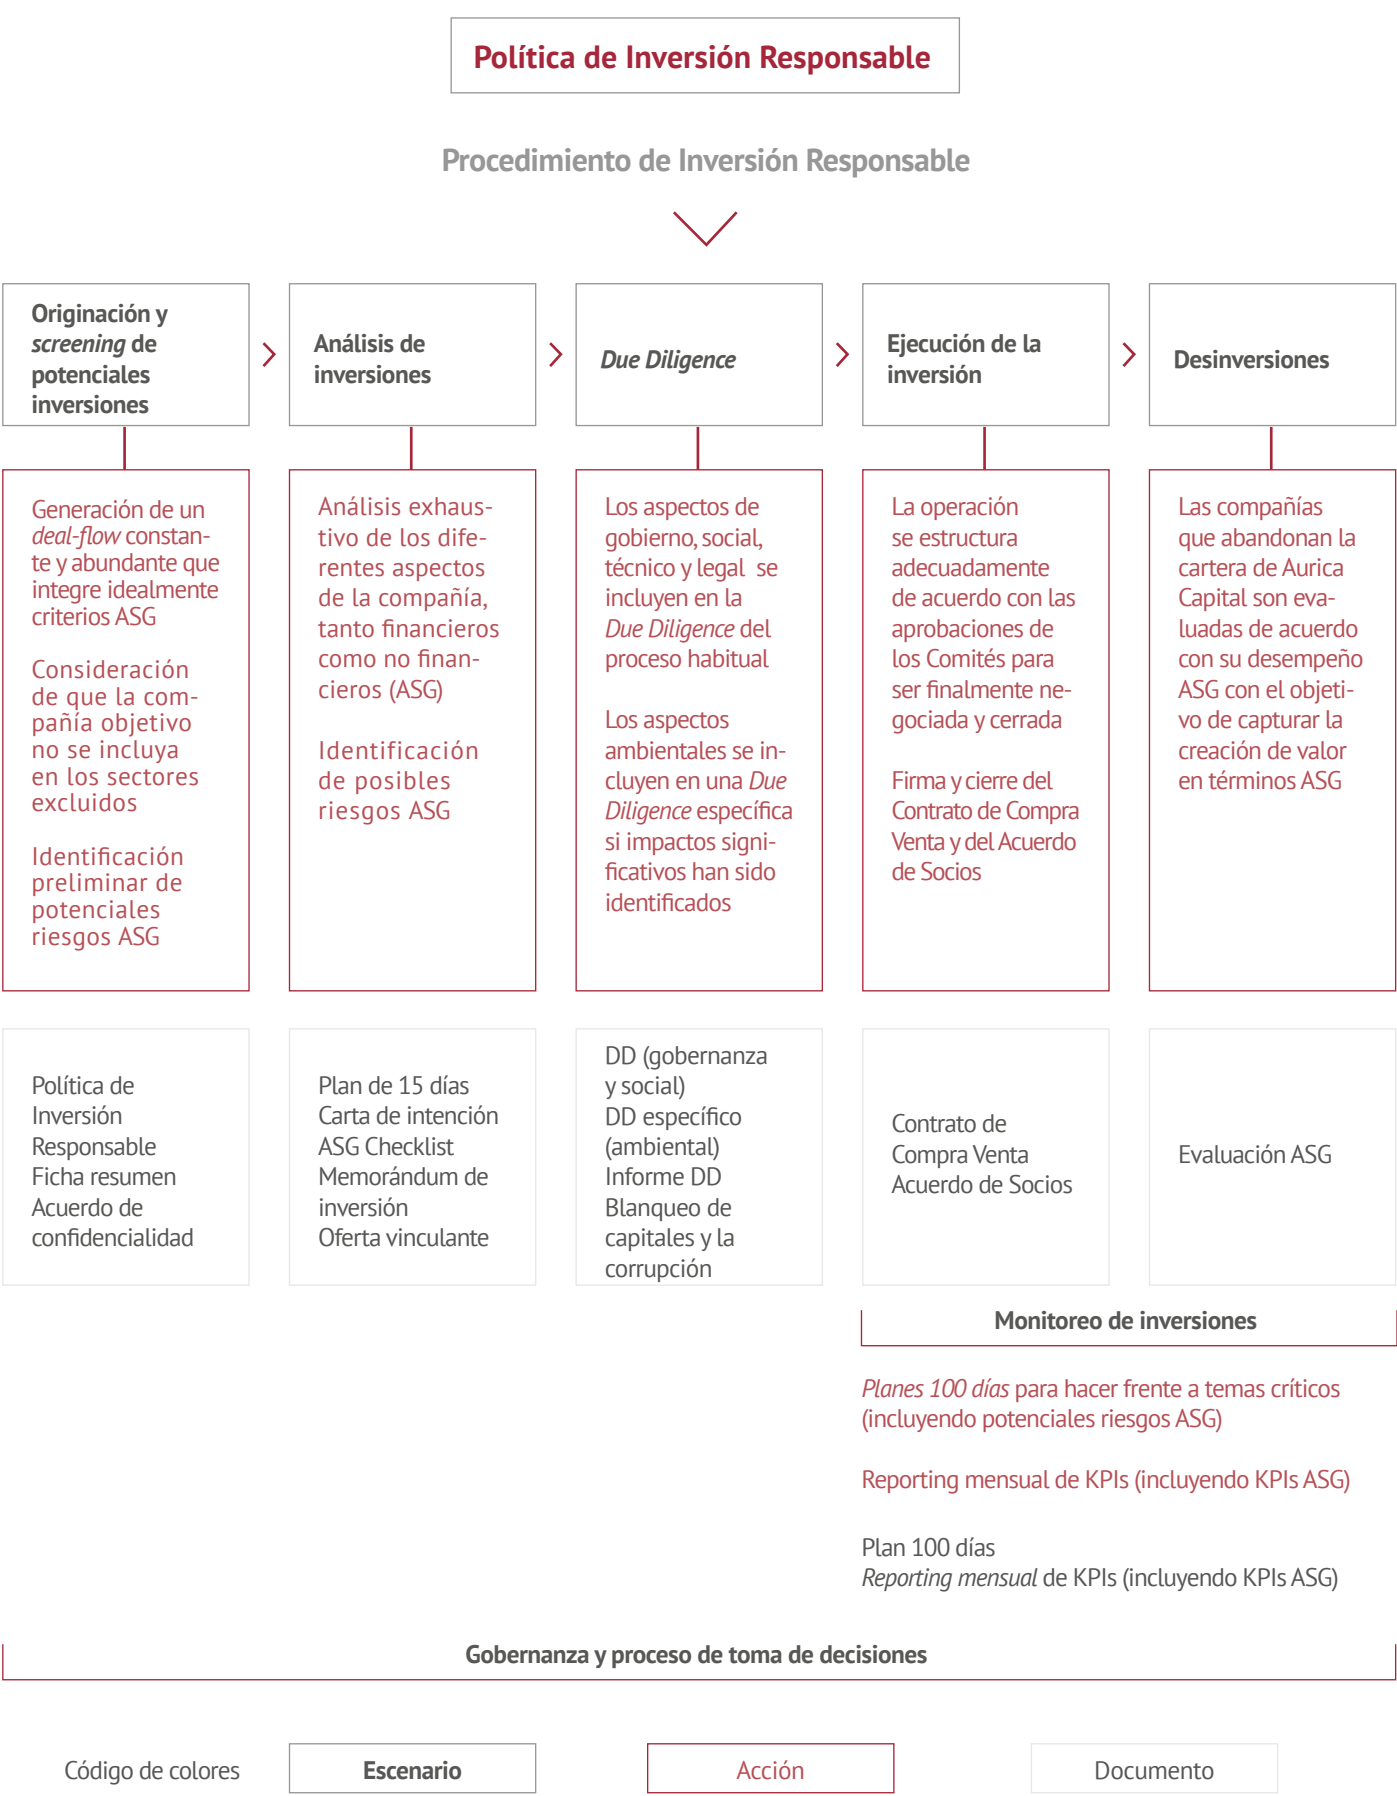 Política de Inversión Responsable
Procedimiento de Inversión Responsable
Originación y
screening de
potenciales
inversiones
Análisis de
inversiones
Due Diligence
Ejecución de la
inversión
Desinversiones
Generación de un
deal-flow constan-
te y abundante que
integre idealmente
criterios ASG
Consideración
de que la com-
pañía objetivo
no se incluya
en los sectores
excluidos
Identificación
preliminar de
potenciales
riesgos ASG
Análisis exhaus-
tivo de los dife-
rentes aspectos
de la compañía,
tanto financieros
como no finan-
cieros (ASG)
Identificación
de posibles
riesgos ASG
Los aspectos de
gobierno, social,
técnico y legal se
incluyen en la
Due Diligence del
proceso habitual
Los aspectos
ambientales se in-
cluyen en una Due
Diligence específica
si impactos signi-
ficativos han sido
identificados
La operación
se estructura
adecuadamente
de acuerdo con las
aprobaciones de
los Comités para
ser finalmente ne-
gociada y cerrada
Firma y cierre del
Contrato de Compra
Venta y del Acuerdo
de Socios
Las compañías
que abandonan la
cartera de Aurica
Capital son eva-
luadas de acuerdo
con su desempeño
ASG con el objeti-
vo de capturar la
creación de valor
en términos ASG
Política de
Inversión
Responsable
Ficha resumen
Acuerdo de
confidencialidad
Plan de 15 días
Carta de intención
ASG Checklist
Memorándum de
inversión
Oferta vinculante
DD (gobernanza
y social)
DD específico
(ambiental)
Informe DD
Blanqueo de
capitales y la
corrupción
Contrato de
Compra Venta
Acuerdo de Socios
Evaluación ASG
Monitoreo de inversiones
Planes 100 días para hacer frente a temas críticos
(incluyendo potenciales riesgos ASG)
Reporting mensual de KPIs (incluyendo KPIs ASG)
Plan 100 días
Reporting mensual de KPIs (incluyendo KPIs ASG)
Gobernanza y proceso de toma de decisiones
Código de colores
Escenario
Acción
Documento